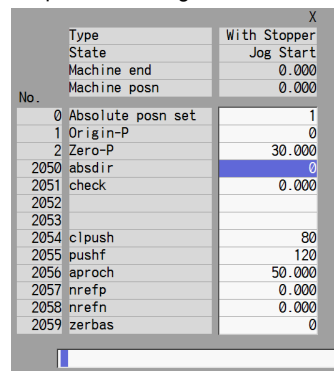 X
Type With Stopper
State Jog Start
Machine end 0.000
Machine posn 0.000
No.
0 Absolute posn set 1
1 Origin-P 0
2 Zero-P 30.000
2050 absdir 0
2051 check 0.000
2052
2053
2054 clpush 80
2055 pushf 120
2056 aproch 50.000
2057 nrefp 0.000
2058 nrefn 0.000
2059 zerbas 0